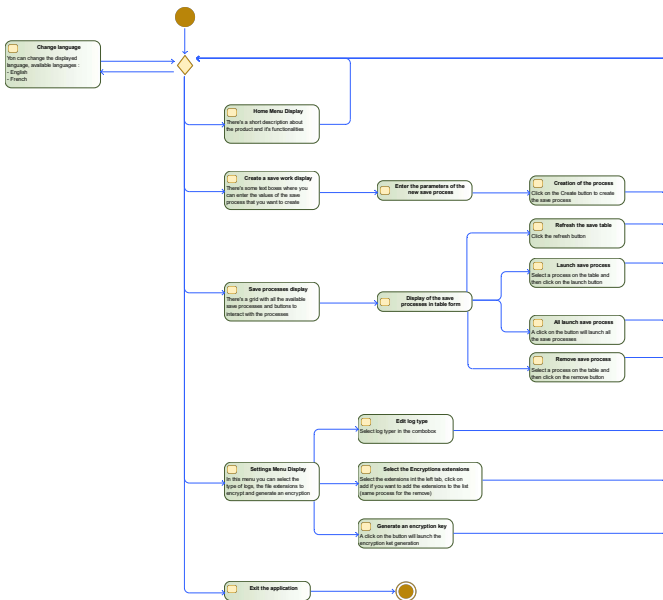 Change language
You can change the displayed
language, available languages :
- English
- French
Home Menu Display
There's a short description about
the product and it's functionalities
Create a save work display
There's some text boxes where you
can enter the values of the save
process that you want to create
Enter the parameters of the
new save process
Creation of the process
Click on the Create button to create
the save process
Refresh the save table
Click the refresh button
Launch save process
Select a process on the table and
then click on the launch button
Save processes display
There's a grid with all the available
save processes and buttons to
interact with the processes
Display of the save
processes in table form
All launch save process
A click on the button will launch all
the save processes
Remove save process
Select a process on the table and
then click on the remove button
Edit log type
Select log typer in the combobos
Settings Menu Display
In this menu you can select the
type of logs, the file extensions to
encrypt and generate an encryption
Select the Encryptions extensions
Select the extensions int the left tab, click on
add if you want to add the extensions to the list
(same process for the remove)
Generate an encryption key
A click on the button will launch the
encryption ket generation
Exit the application